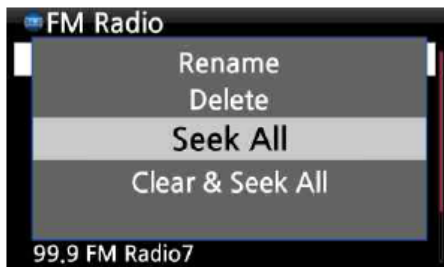 FM Radio
Rename
Delete
Seek All
Clear & Seek All
99.9 FM Radio7